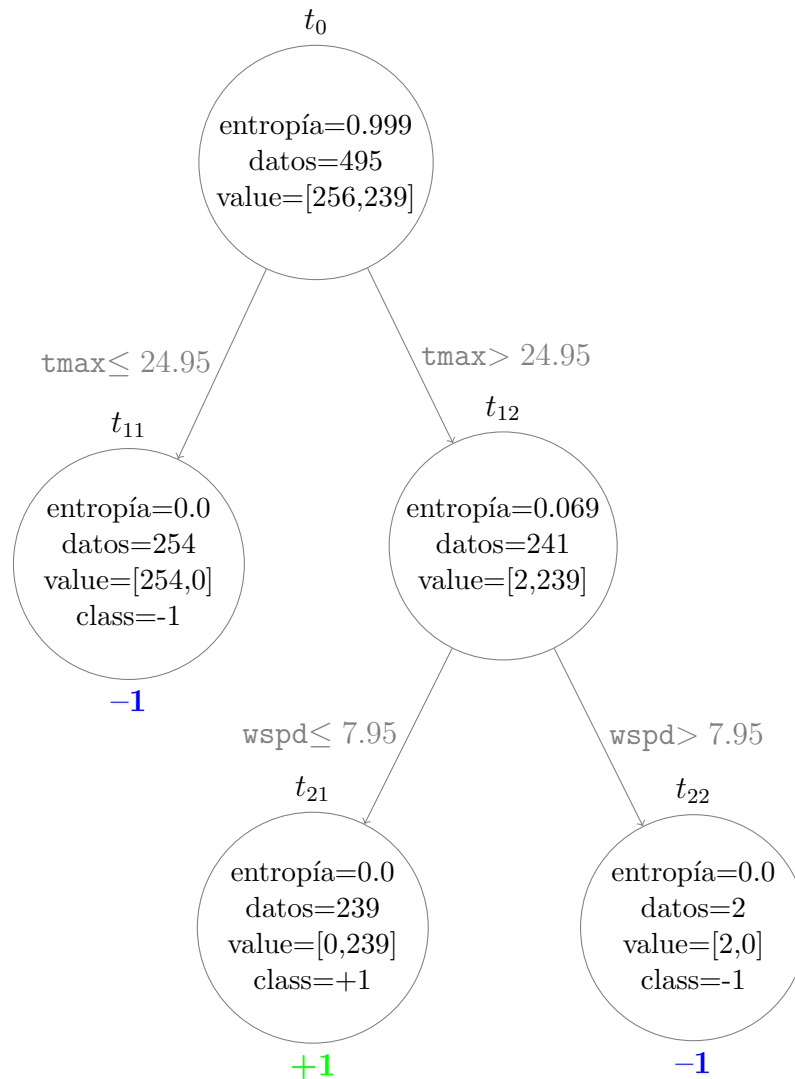 t0
entropía=0.999
datos=495
value=[256,239]
tmax≤ 24.95
tmax> 24.95
t11
t12
entropía=0.0
datos=254
value=[254,0]
class=-1
–1
entropía=0.069
datos=241
value=[2,239]
wspd≤ 7.95
wspd> 7.95
t21
t22
entropía=0.0
datos=239
value=[0,239]
class=+1
+1
entropía=0.0
datos=2
value=[2,0]
class=-1
–1